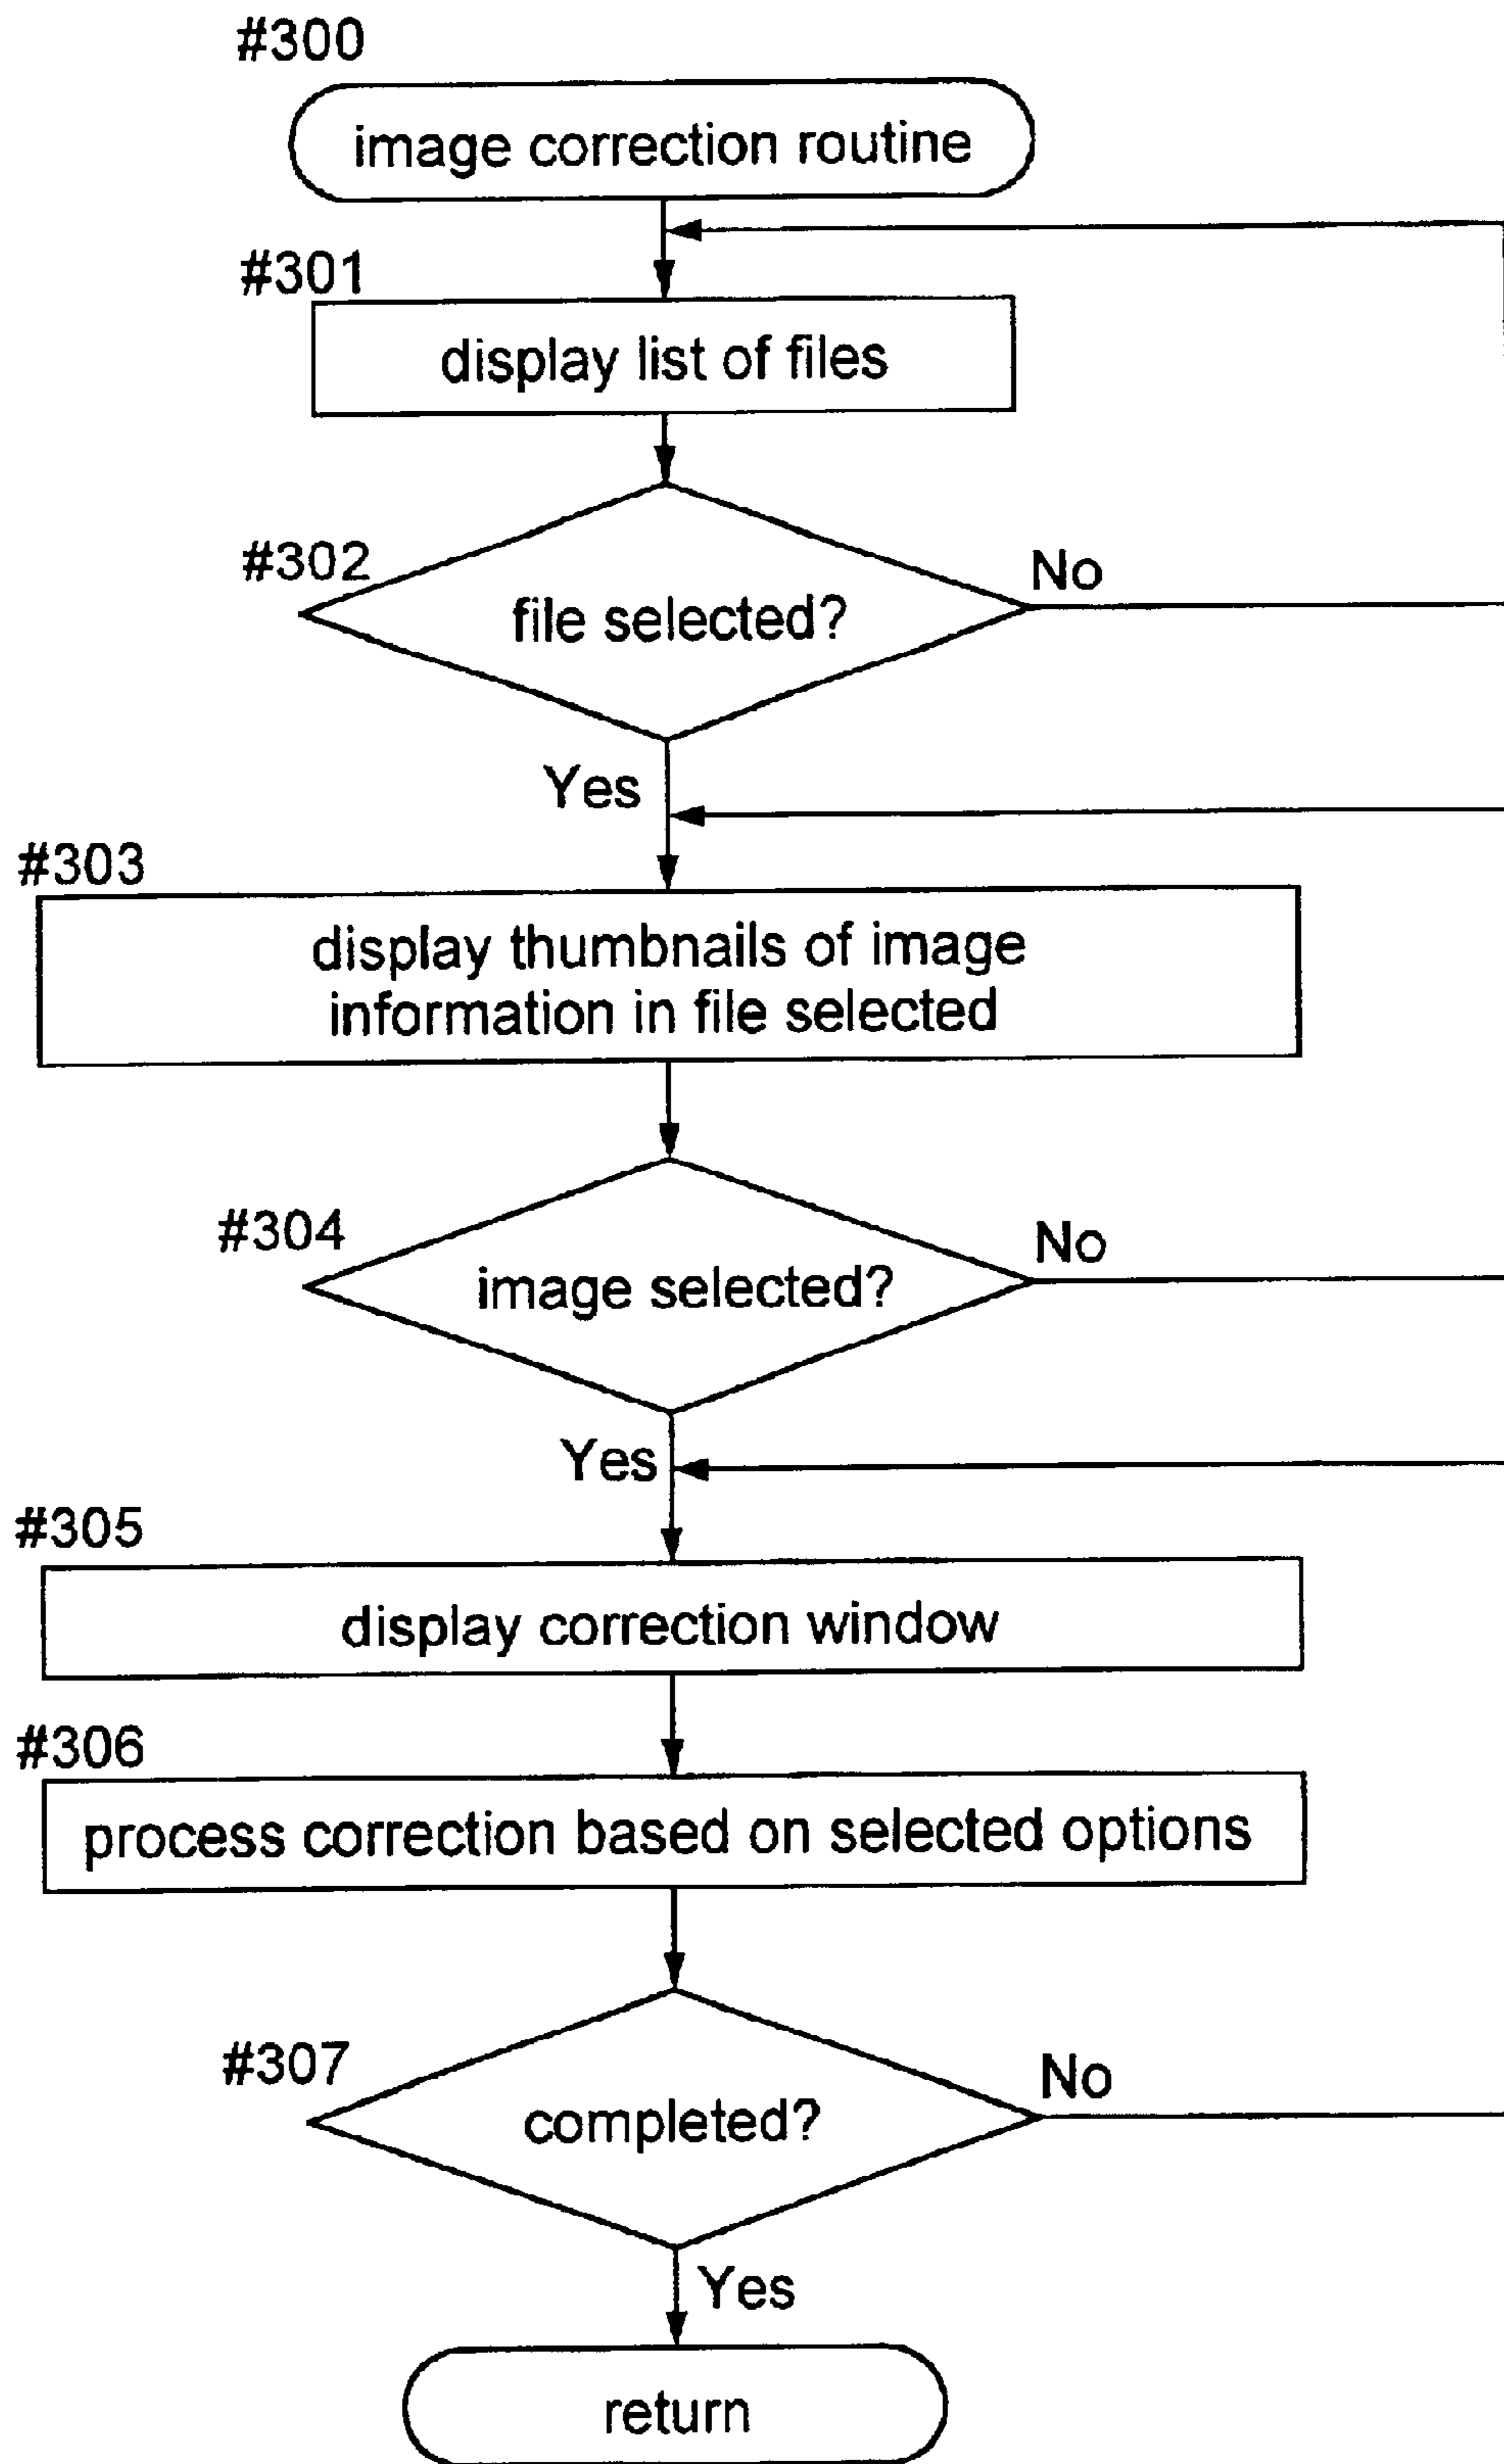 #300
image correction routine
#301
display list of files
#302
file selected?
No
Yes
#303
display thumbnails of image
information in file selected
#304
image selected?
No
Yes
#305
display correction window
#306
process correction based on selected options
#307
completed?
No
Yes
return